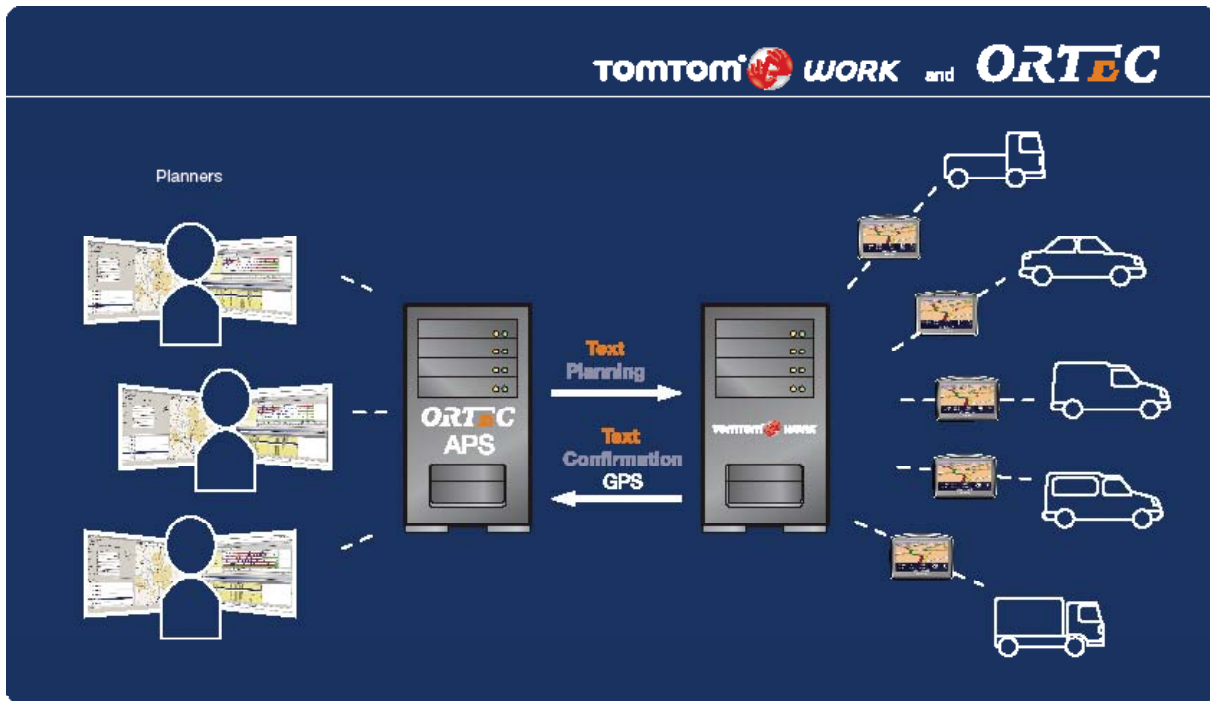 TOMTOM WORK and ORTEC
Planners
Text
Planning
ORTEC
APS
Text
Confirmation
GPS
TOMTOM WORK